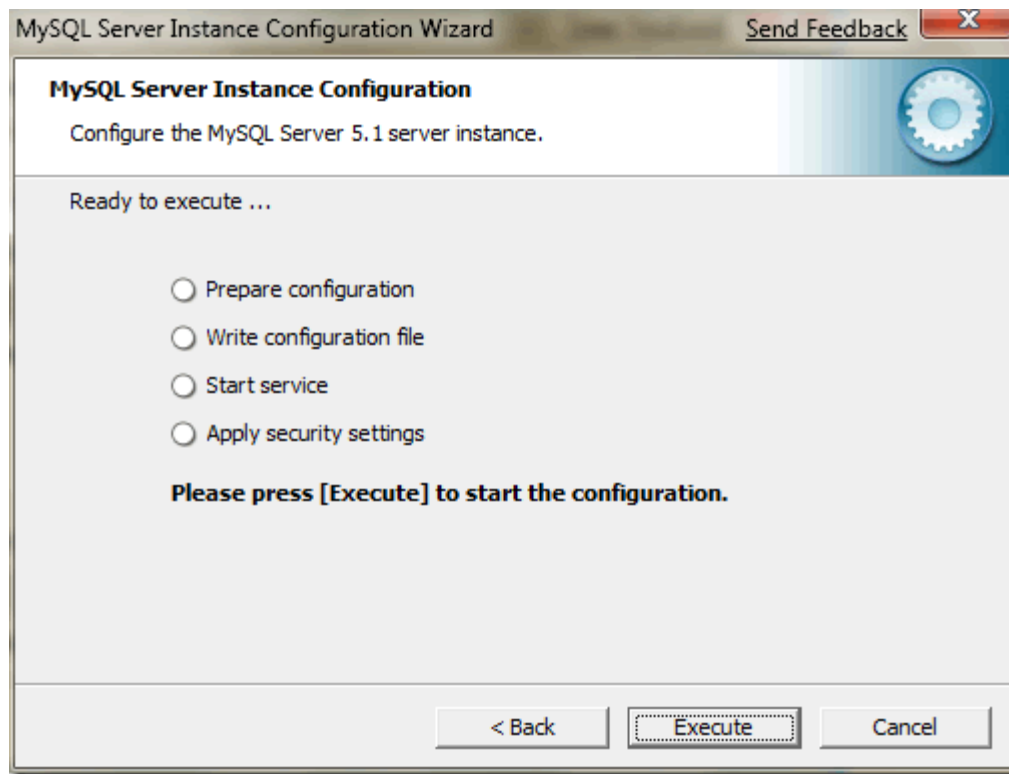 MySQL Server Instance Configuration Wizard Send Feedback
MySQL Server Instance Configuration
Configure the MySQL Server 5.1 server instance.
Ready to execute ...
Prepare configuration
Write configuration file
Start service
Apply security settings
Please press [Execute] to start the configuration.
< Back Execute Cancel